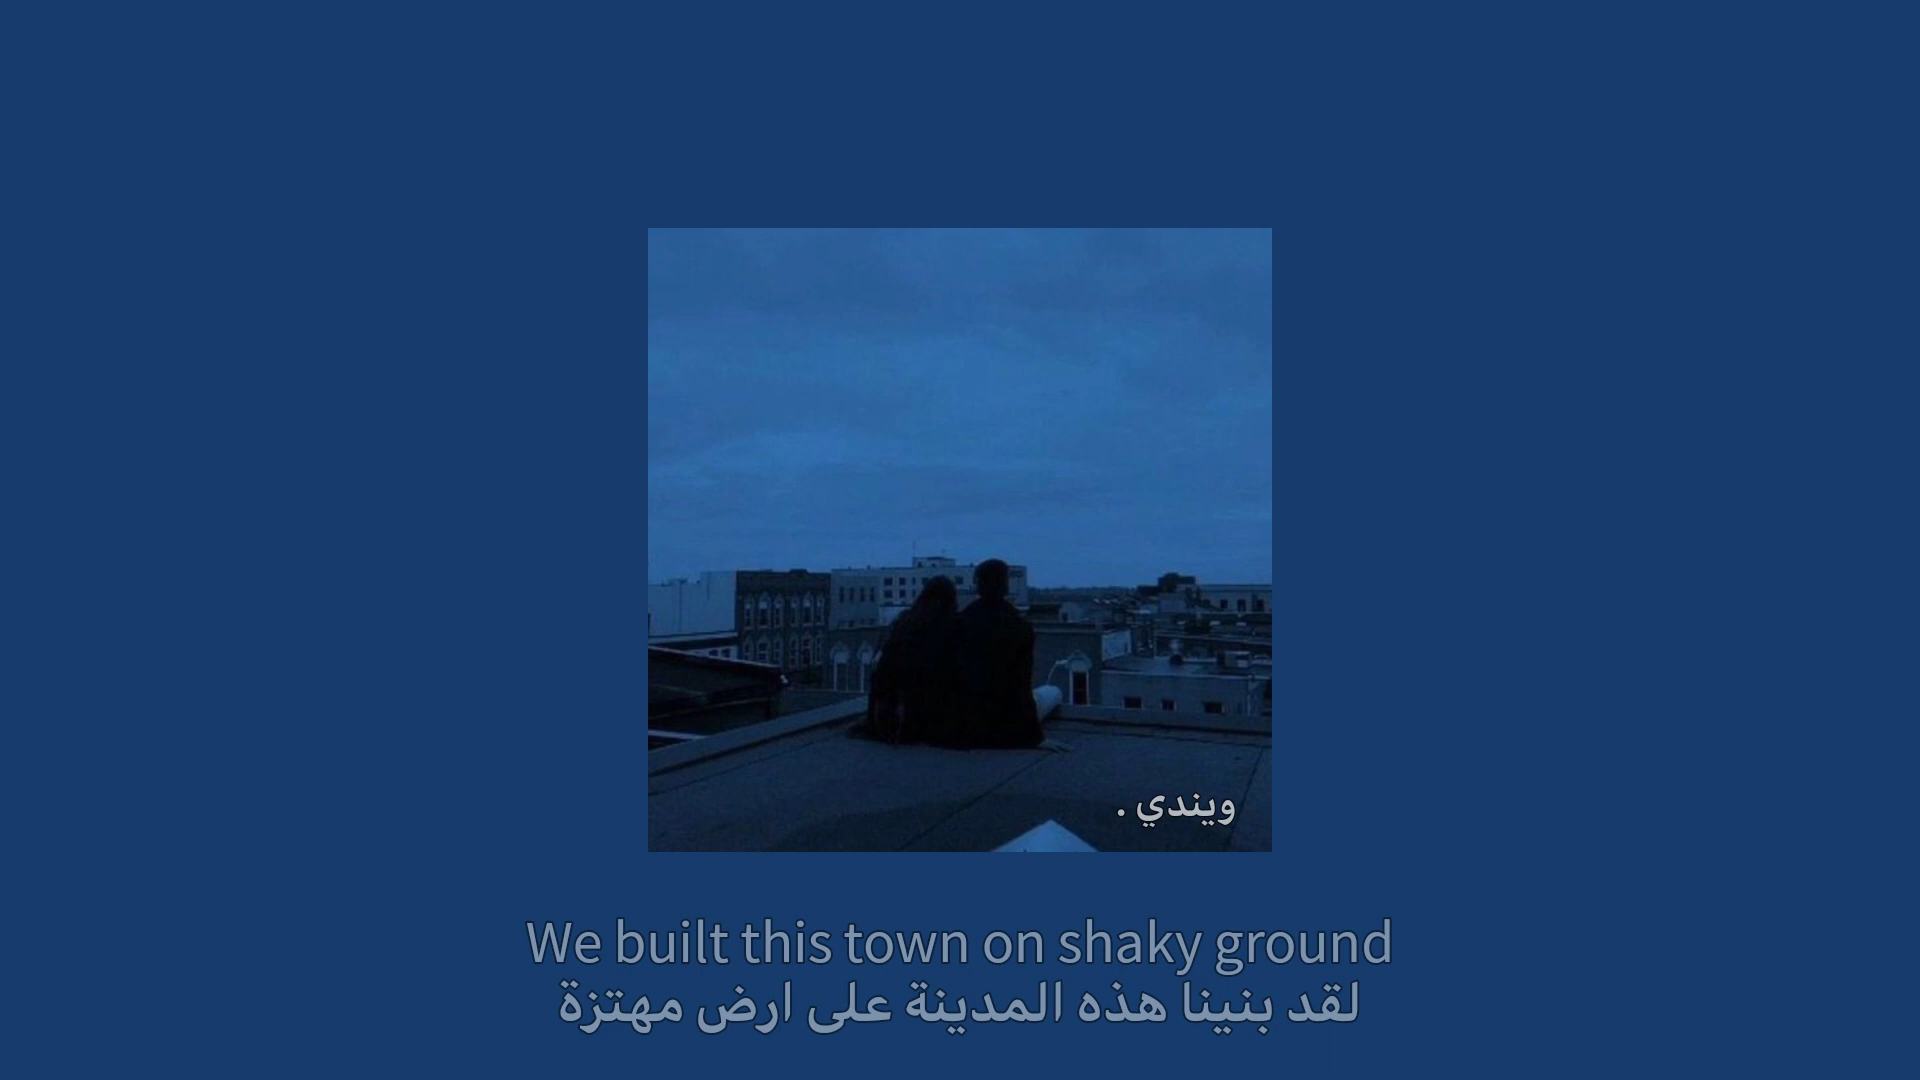 ويندي .
We built this town on shaky ground
لقد بنينا هذه المدينة على ارض مهتزة